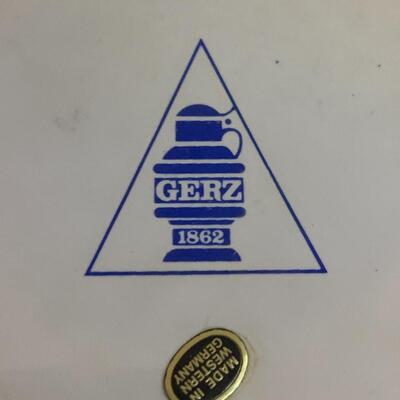 GERZ
1862
MADE IN
WESTERN
GERMANY